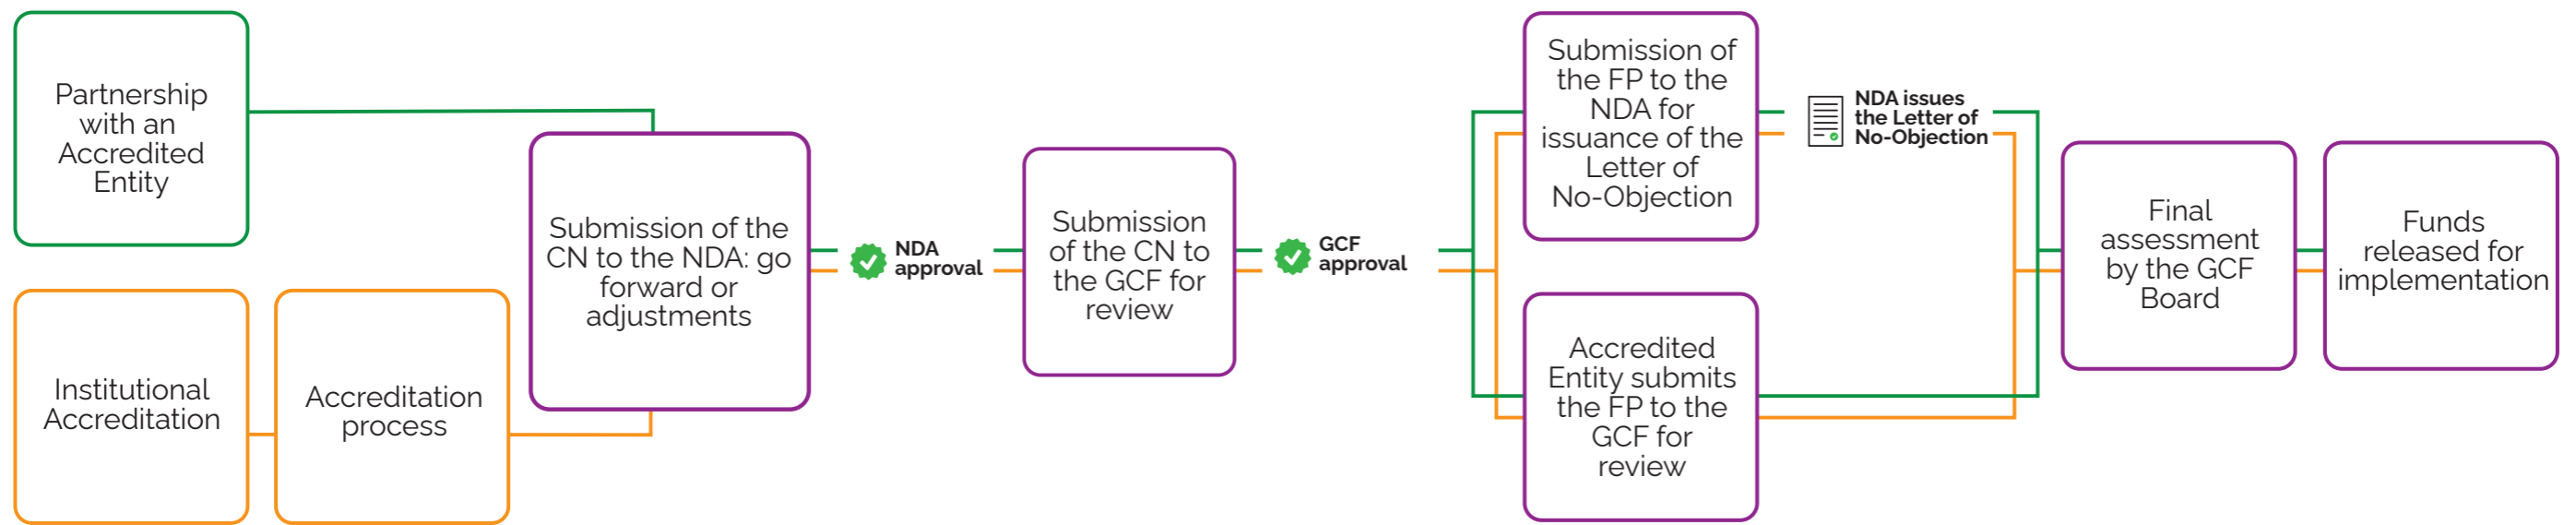 Partnership
with an
Accredited
Entity
Institutional
Accreditation
Accreditation
process
Submission of the
CN to the NDA: go
forward or
adjustments
NDA
approval
Submission
of the CN to
the GCF for
review
GCF
approval
Submission of
the FP to the
NDA for
issuance of the
Letter of
No-Objection
NDA issues
the Letter of
No-Objection
Accredited
Entity submits
the FP to the
GCF for
review
Final
assessment
by the GCF
Board
Funds
released for
implementation